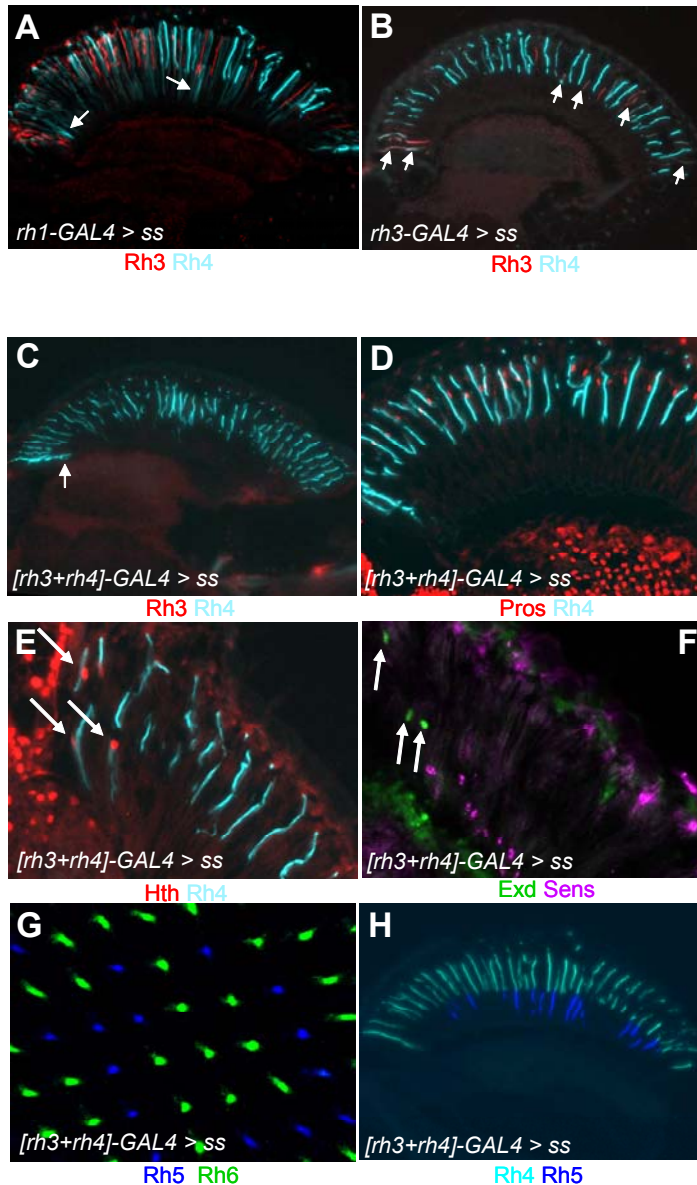 A
rh1-GAL4 > ss
Rh3 Rh4
B
rh3-GAL4 > ss
Rh3 Rh4
C
[rh3+rh4]-GAL4 > ss
Rh3 Rh4
D
[rh3+rh4]-GAL4 > ss
Pros Rh4
E
[rh3+rh4]-GAL4 > ss
Hth Rh4
F
[rh3+rh4]-GAL4 > ss
Exd Sens
G
[rh3+rh4]-GAL4 > ss
Rh5 Rh6
H
[rh3+rh4]-GAL4 > ss
Rh4 Rh5